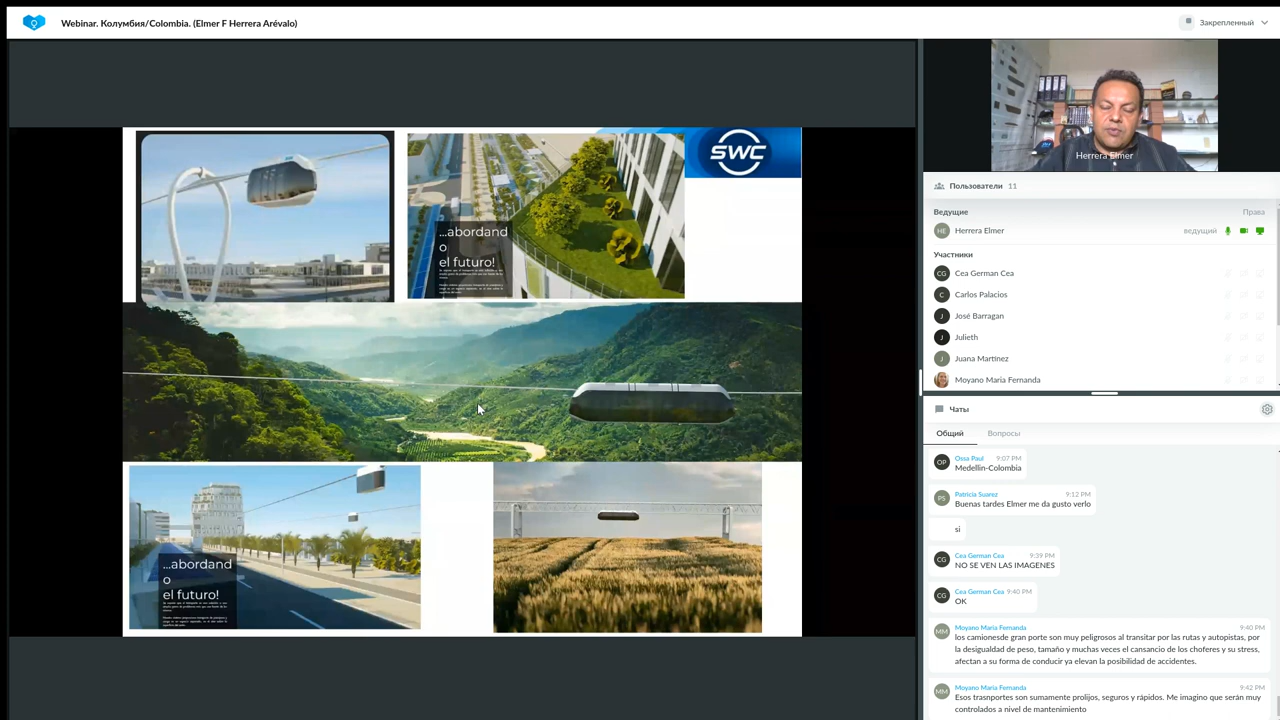 Webinar. Колумбия/Colombia. (Elmer F Herrera Arévalo)
Закрепленный
SWC
...abordand
o
el futuro!
...abordand
o
el futuro!
Herrera Elmer
Пользователи 11
Ведущие Права
HE Herrera Elmer ведущий
Участники
CG Cea German Cea
C Carlos Palacios
J José Barragan
J Julieth
J Juana Martínez
Moyano Maria Fernanda
Чаты
Общий Вопросы
OP Ossa Paul 9:07 PM
Medellin-Colombia
PS Patricia Suarez 9:12 PM
Buenas tardes Elmer me da gusto verlo
si
CG Cea German Cea 9:39 PM
NO SE VEN LAS IMAGENES
CG Cea German Cea 9:40 PM
OK
MM Moyano Maria Fernanda 9:40 PM
los camionesde gran porte son muy peligrosos al transitar por las rutas y autopistas, por
la desigualdad de peso, tamaño y muchas veces el cansancio de los choferes y su stress,
afectan a su forma de conducir ya elevan la posibilidad de accidentes.
MM Moyano Maria Fernanda 9:42 PM
Esos trasnportes son sumamente prolijos, seguros y rápidos. Me imagino que serán muy
controlados a nivel de mantenimiento